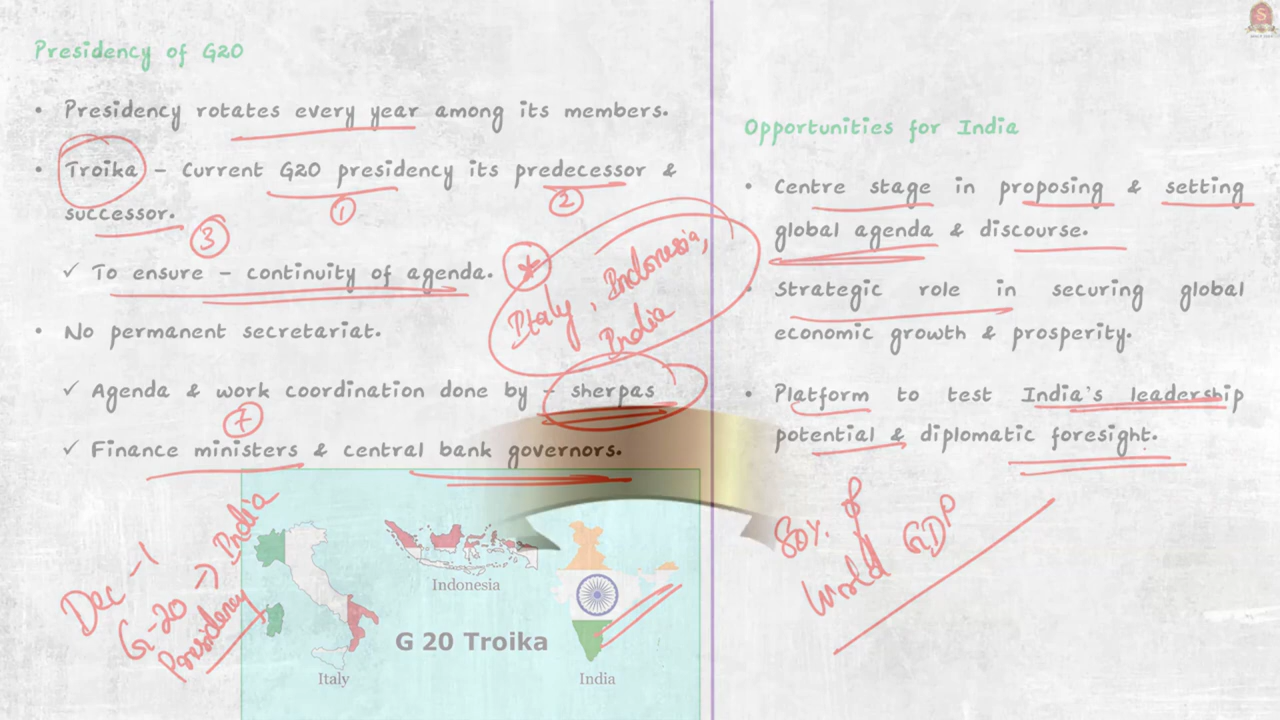 Presidency of G20
• Presidency rotates every year among its members.
• Troika - Current G20 presidency its predecessor &
successor.
1
2
3
✓ To ensure - continuity of agenda.
• No permanent secretariat.
✓ Agenda & work coordination done by - sherpas
+
✓ Finance ministers & central bank governors.
Italy, Indonesia,
India
Dec - 1
G-20 => India
Presidency
Indonesia
G 20 Troika
Italy
India
Opportunities for India
• Centre stage in proposing & setting
global agenda & discourse.
• Strategic role in securing global
economic growth & prosperity.
• Platform to test India's leadership
potential & diplomatic foresight.
80% of
World GDP
S